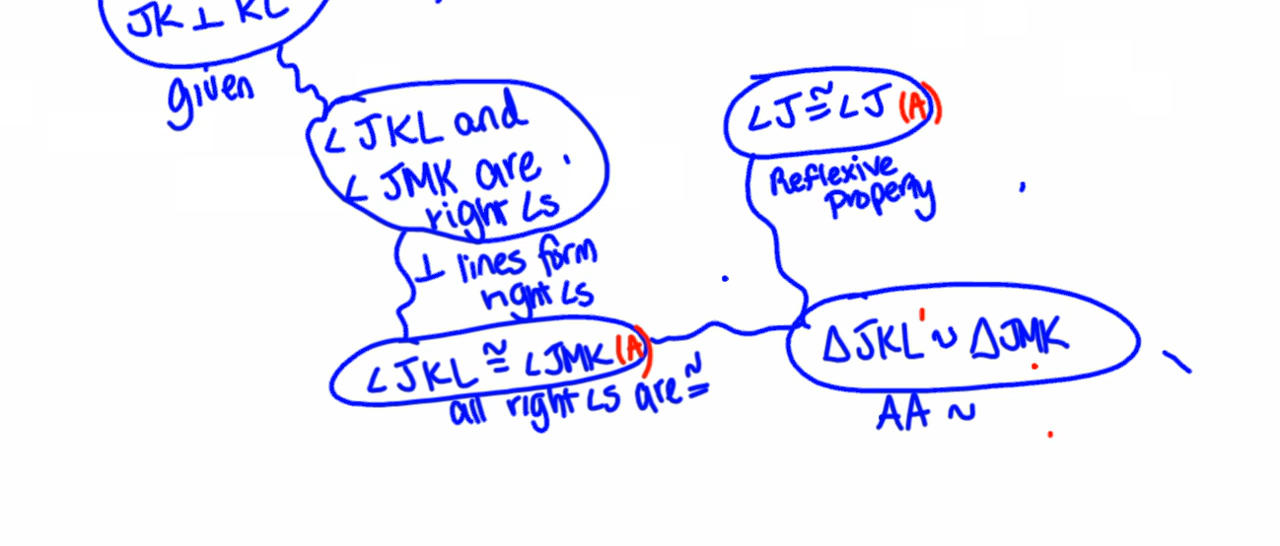 JK ⊥ KL
given
∠JKL and
∠JMK are
right ∠s
⊥ lines form
right ∠s
∠JKL ≅ ∠JMK (A)
all right ∠s are ≅
∠J ≅ ∠J (A)
Reflexive
property
△JKL ~ △JMK
AA ~